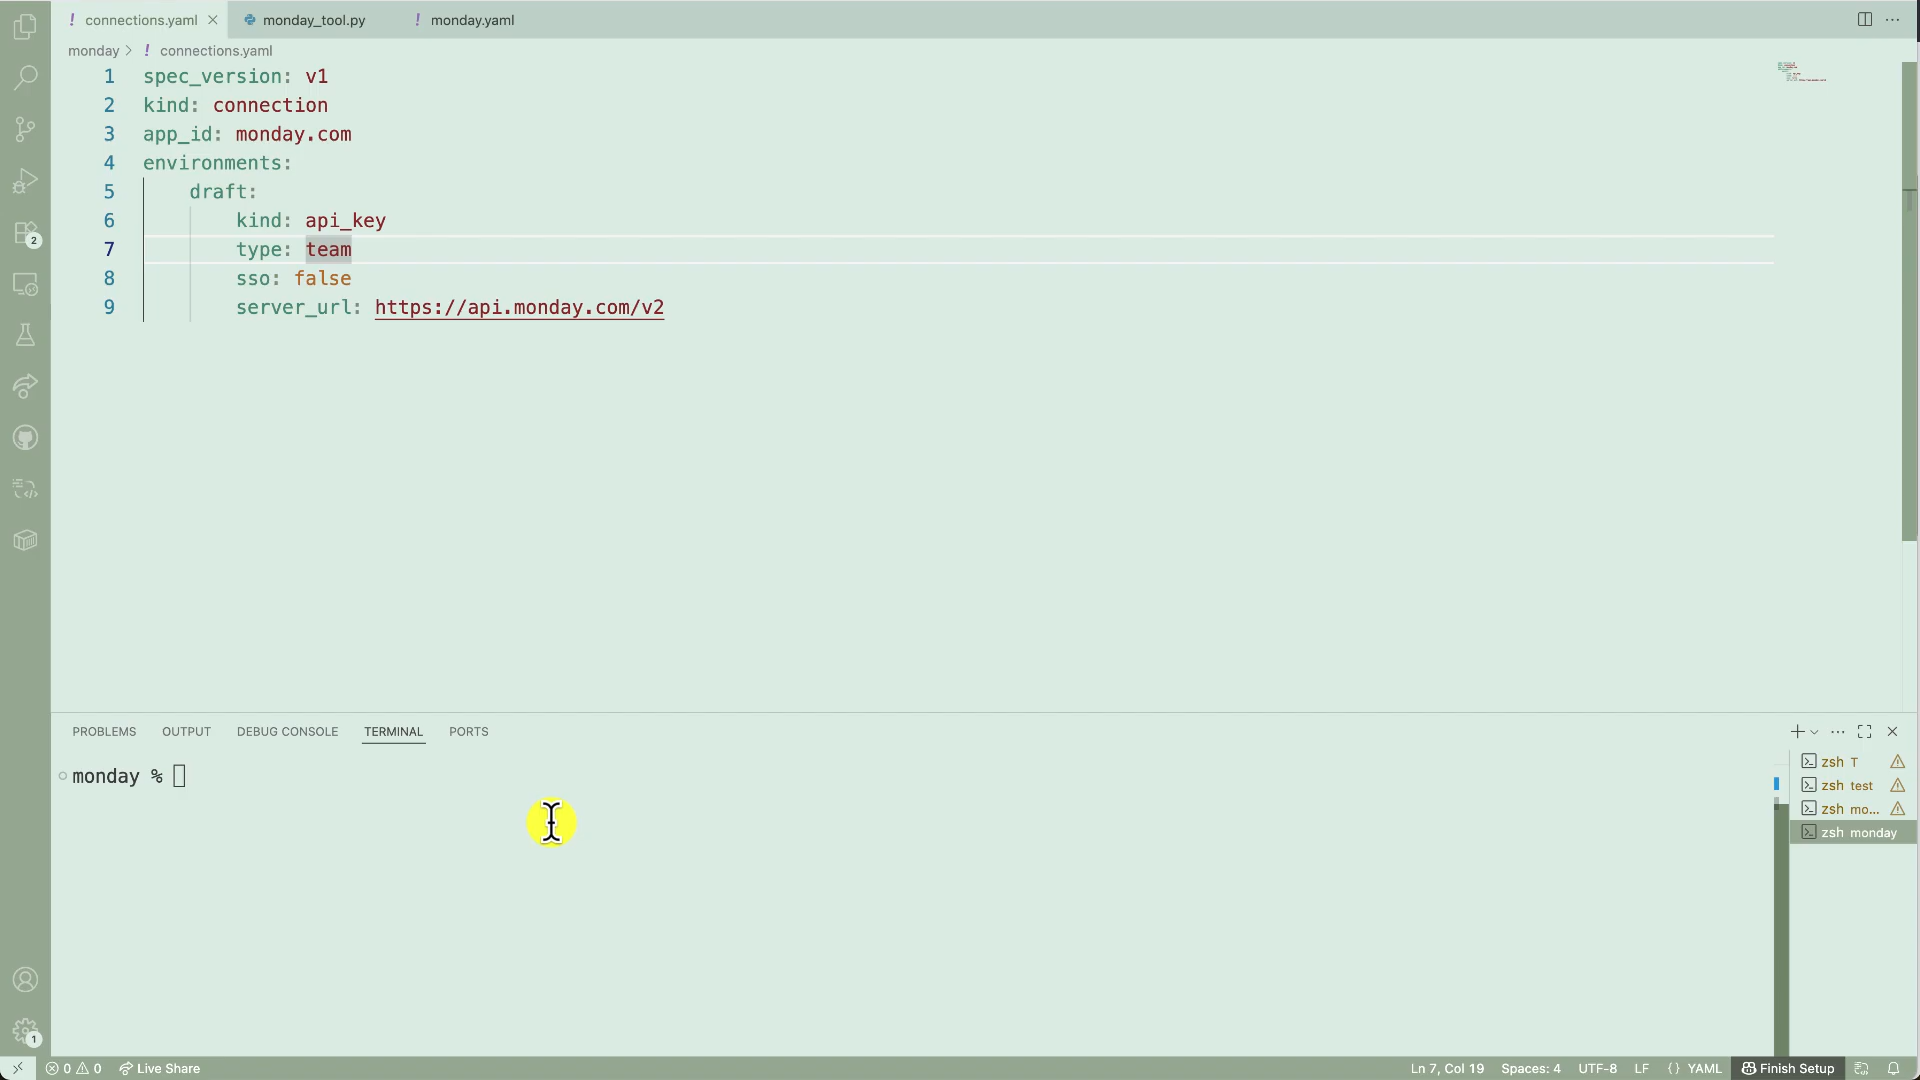 ! connections.yaml
monday_tool.py
! monday.yaml
monday > ! connections.yaml
1 spec_version: v1
2 kind: connection
3 app_id: monday.com
4 environments:
5 draft:
6 kind: api_key
7 type: team
8 sso: false
9 server_url: https://api.monday.com/v2
2
PROBLEMS OUTPUT DEBUG CONSOLE TERMINAL PORTS
monday %
zsh T
zsh test
zsh mo...
zsh monday
1
0 0 Live Share
Ln 7, Col 19 Spaces: 4 UTF-8 LF {} YAML Finish Setup